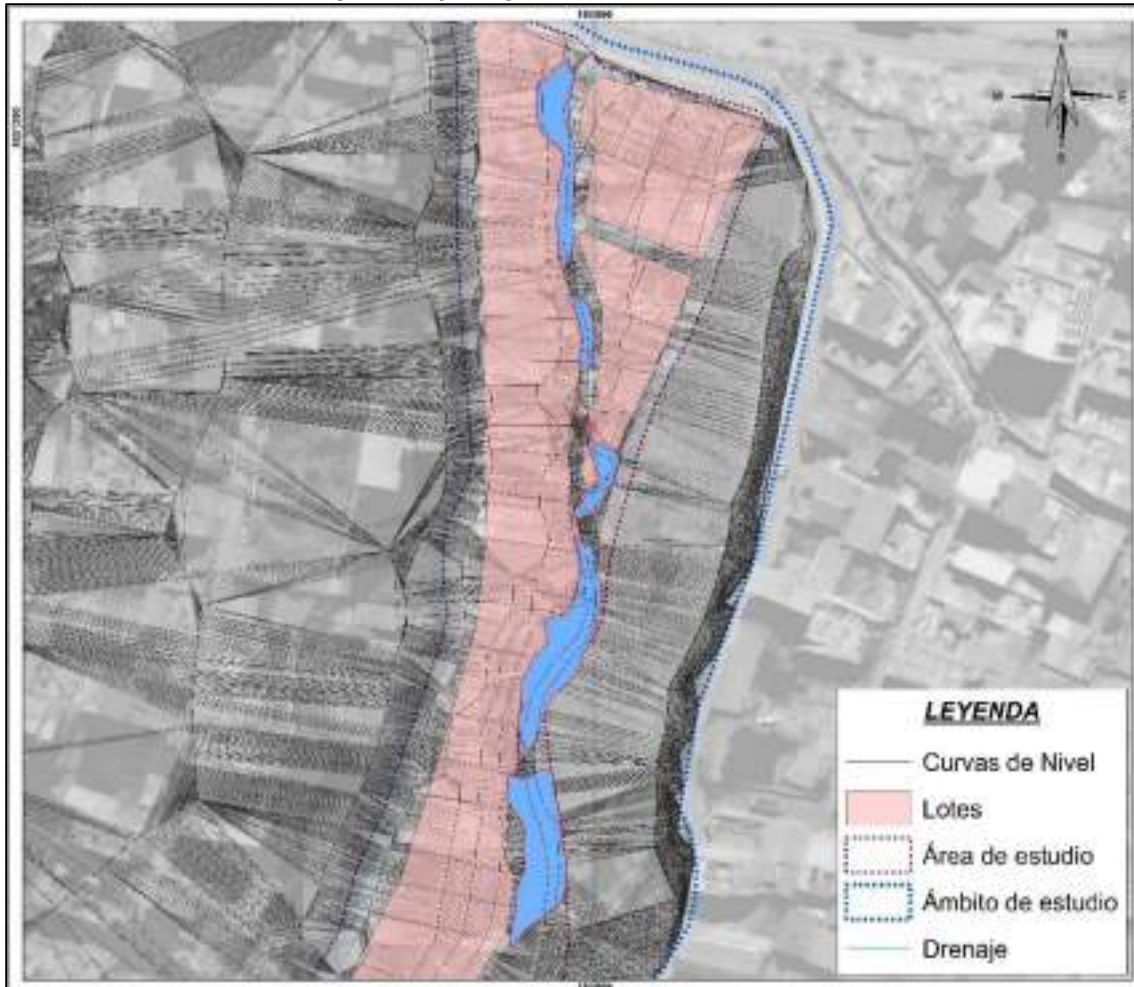 N
E
S
LEYENDA
Curvas de Nivel
Lotes
Área de estudio
Ámbito de estudio
Drenaje